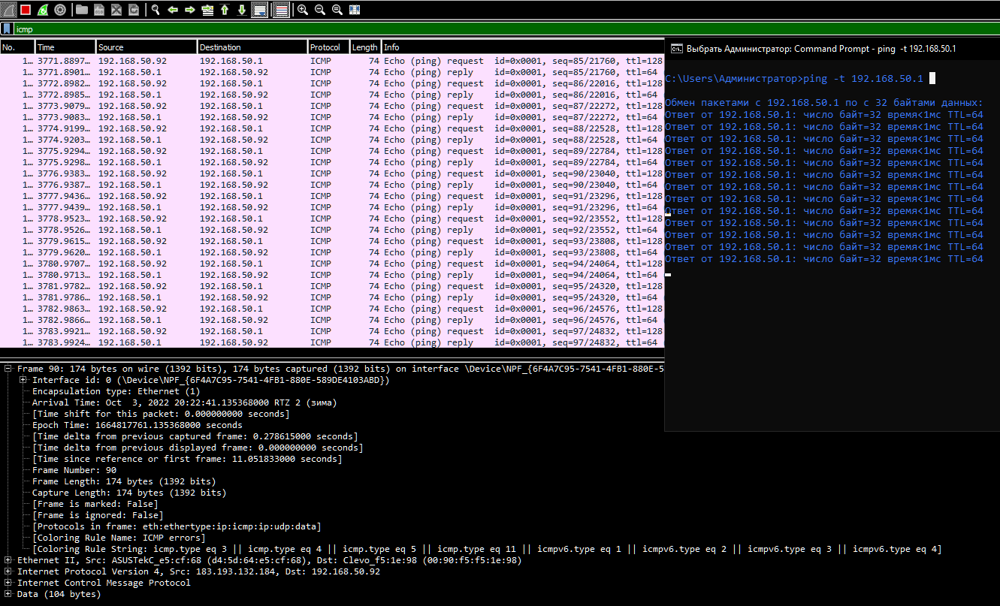 icmp
No. Time Source Destination Protocol Length Info
1… 3771.8897… 192.168.50.92 192.168.50.1 ICMP 74 Echo (ping) request id=0x0001, seq=85/21760, ttl=128
1… 3771.8901… 192.168.50.1 192.168.50.92 ICMP 74 Echo (ping) reply id=0x0001, seq=85/21760, ttl=64
1… 3772.8982… 192.168.50.92 192.168.50.1 ICMP 74 Echo (ping) request id=0x0001, seq=86/22016, ttl=128
1… 3772.8985… 192.168.50.1 192.168.50.92 ICMP 74 Echo (ping) reply id=0x0001, seq=86/22016, ttl=64
1… 3773.9079… 192.168.50.92 192.168.50.1 ICMP 74 Echo (ping) request id=0x0001, seq=87/22272, ttl=128
1… 3773.9083… 192.168.50.1 192.168.50.92 ICMP 74 Echo (ping) reply id=0x0001, seq=87/22272, ttl=64
1… 3774.9199… 192.168.50.92 192.168.50.1 ICMP 74 Echo (ping) request id=0x0001, seq=88/22528, ttl=128
1… 3774.9203… 192.168.50.1 192.168.50.92 ICMP 74 Echo (ping) reply id=0x0001, seq=88/22528, ttl=64
1… 3775.9294… 192.168.50.92 192.168.50.1 ICMP 74 Echo (ping) request id=0x0001, seq=89/22784, ttl=128
1… 3775.9298… 192.168.50.1 192.168.50.92 ICMP 74 Echo (ping) reply id=0x0001, seq=89/22784, ttl=64
1… 3776.9383… 192.168.50.92 192.168.50.1 ICMP 74 Echo (ping) request id=0x0001, seq=90/23040, ttl=128
1… 3776.9387… 192.168.50.1 192.168.50.92 ICMP 74 Echo (ping) reply id=0x0001, seq=90/23040, ttl=64
1… 3777.9436… 192.168.50.92 192.168.50.1 ICMP 74 Echo (ping) request id=0x0001, seq=91/23296, ttl=128
1… 3777.9439… 192.168.50.1 192.168.50.92 ICMP 74 Echo (ping) reply id=0x0001, seq=91/23296, ttl=64
1… 3778.9523… 192.168.50.92 192.168.50.1 ICMP 74 Echo (ping) request id=0x0001, seq=92/23552, ttl=128
1… 3778.9526… 192.168.50.1 192.168.50.92 ICMP 74 Echo (ping) reply id=0x0001, seq=92/23552, ttl=64
1… 3779.9615… 192.168.50.92 192.168.50.1 ICMP 74 Echo (ping) request id=0x0001, seq=93/23808, ttl=128
1… 3779.9620… 192.168.50.1 192.168.50.92 ICMP 74 Echo (ping) reply id=0x0001, seq=93/23808, ttl=64
1… 3780.9707… 192.168.50.92 192.168.50.1 ICMP 74 Echo (ping) request id=0x0001, seq=94/24064, ttl=128
1… 3780.9713… 192.168.50.1 192.168.50.92 ICMP 74 Echo (ping) reply id=0x0001, seq=94/24064, ttl=64
1… 3781.9782… 192.168.50.92 192.168.50.1 ICMP 74 Echo (ping) request id=0x0001, seq=95/24320, ttl=128
1… 3781.9786… 192.168.50.1 192.168.50.92 ICMP 74 Echo (ping) reply id=0x0001, seq=95/24320, ttl=64
1… 3782.9863… 192.168.50.92 192.168.50.1 ICMP 74 Echo (ping) request id=0x0001, seq=96/24576, ttl=128
1… 3782.9866… 192.168.50.1 192.168.50.92 ICMP 74 Echo (ping) reply id=0x0001, seq=96/24576, ttl=64
1… 3783.9921… 192.168.50.92 192.168.50.1 ICMP 74 Echo (ping) request id=0x0001, seq=97/24832, ttl=128
1… 3783.9924… 192.168.50.1 192.168.50.92 ICMP 74 Echo (ping) reply id=0x0001, seq=97/24832, ttl=64
Выбрать Администратор: Command Prompt - ping -t 192.168.50.1
C:\Users\Администратор>ping -t 192.168.50.1
Обмен пакетами с 192.168.50.1 по с 32 байтами данных:
Ответ от 192.168.50.1: число байт=32 время<1мс TTL=64
Ответ от 192.168.50.1: число байт=32 время<1мс TTL=64
Ответ от 192.168.50.1: число байт=32 время<1мс TTL=64
Ответ от 192.168.50.1: число байт=32 время<1мс TTL=64
Ответ от 192.168.50.1: число байт=32 время<1мс TTL=64
Ответ от 192.168.50.1: число байт=32 время<1мс TTL=64
Ответ от 192.168.50.1: число байт=32 время<1мс TTL=64
Ответ от 192.168.50.1: число байт=32 время<1мс TTL=64
Ответ от 192.168.50.1: число байт=32 время<1мс TTL=64
Ответ от 192.168.50.1: число байт=32 время<1мс TTL=64
Ответ от 192.168.50.1: число байт=32 время<1мс TTL=64
Ответ от 192.168.50.1: число байт=32 время<1мс TTL=64
Ответ от 192.168.50.1: число байт=32 время<1мс TTL=64
Frame 90: 174 bytes on wire (1392 bits), 174 bytes captured (1392 bits) on interface \Device\NPF_{6F4A7C95-7541-4FB1-880E-5
Interface id: 0 (\Device\NPF_{6F4A7C95-7541-4FB1-880E-589DE4103ABD})
Encapsulation type: Ethernet (1)
Arrival Time: Oct 3, 2022 20:22:41.135368000 RTZ 2 (зима)
[Time shift for this packet: 0.000000000 seconds]
Epoch Time: 1664817761.135368000 seconds
[Time delta from previous captured frame: 0.278615000 seconds]
[Time delta from previous displayed frame: 0.000000000 seconds]
[Time since reference or first frame: 11.051833000 seconds]
Frame Number: 90
Frame Length: 174 bytes (1392 bits)
Capture Length: 174 bytes (1392 bits)
[Frame is marked: False]
[Frame is ignored: False]
[Protocols in frame: eth:ethertype:ip:icmp:ip:udp:data]
[Coloring Rule Name: ICMP errors]
[Coloring Rule String: icmp.type eq 3 || icmp.type eq 4 || icmp.type eq 5 || icmp.type eq 11 || icmpv6.type eq 1 || icmpv6.type eq 2 || icmpv6.type eq 3 || icmpv6.type eq 4]
Ethernet II, Src: ASUSTekC_e5:cf:68 (d4:5d:64:e5:cf:68), Dst: Clevo_f5:1e:98 (00:90:f5:f5:1e:98)
Internet Protocol Version 4, Src: 183.193.132.184, Dst: 192.168.50.92
Internet Control Message Protocol
Data (104 bytes)